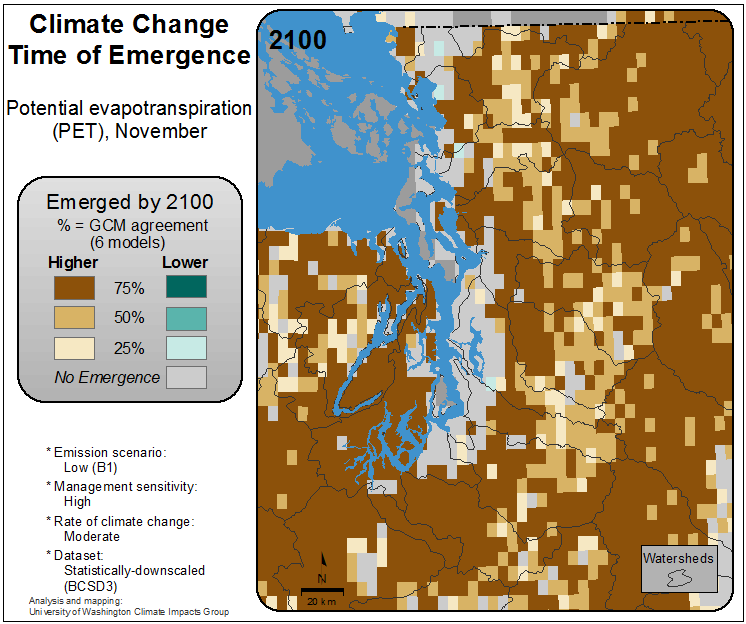 Climate Change
Time of Emergence
Potential evapotranspiration
(PET), November
Emerged by 2100
% = GCM agreement
(6 models)
Higher Lower
75%
50%
25%
No Emergence
* Emission scenario:
Low (B1)
* Management sensitivity:
High
* Rate of climate change:
Moderate
* Dataset:
Statistically-downscaled
(BCSD3)
Analysis and mapping:
University of Washington Climate Impacts Group
2100
N
20 km
Watersheds